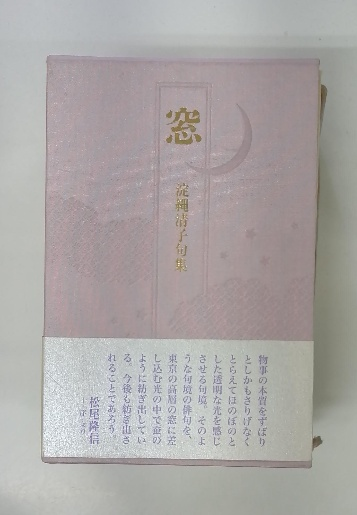 窓
淀縄清子句集
物事の本質をずばり
としかもさりげなく
とらえてほのぼのと
した透明な光を感じ
させる句境。そのよ
うな句境の俳句を、
東京の高層の窓に差
し込む光の中で金の
ように紡ぎ出してい
る。今後も紡ぎ出さ
れることであろう。
松尾隆信